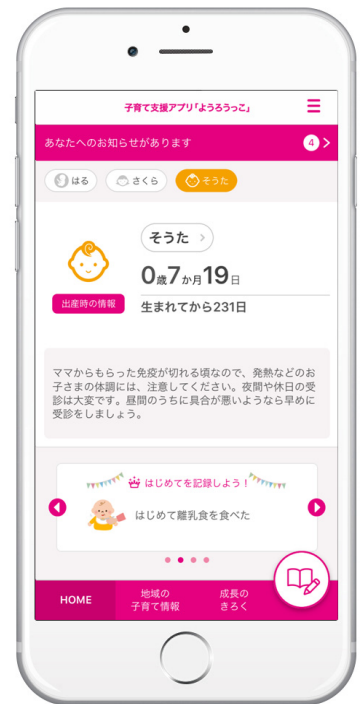 子育て支援アプリ「ようろうっこ」
あなたへのお知らせがあります 4
はる さくら そうた
そうた
0歳7か月19日
出産時の情報
生まれてから231日
ママからもらった免疫が切れる頃なので、発熱などのお
子さまの体調には、注意してください。夜間や休日の受
診は大変です。昼間のうちに具合が悪いようなら早めに
受診をしましょう。
はじめてを記録しよう！
はじめて離乳食を食べた
HOME
地域の
子育て情報
成長の
きろく